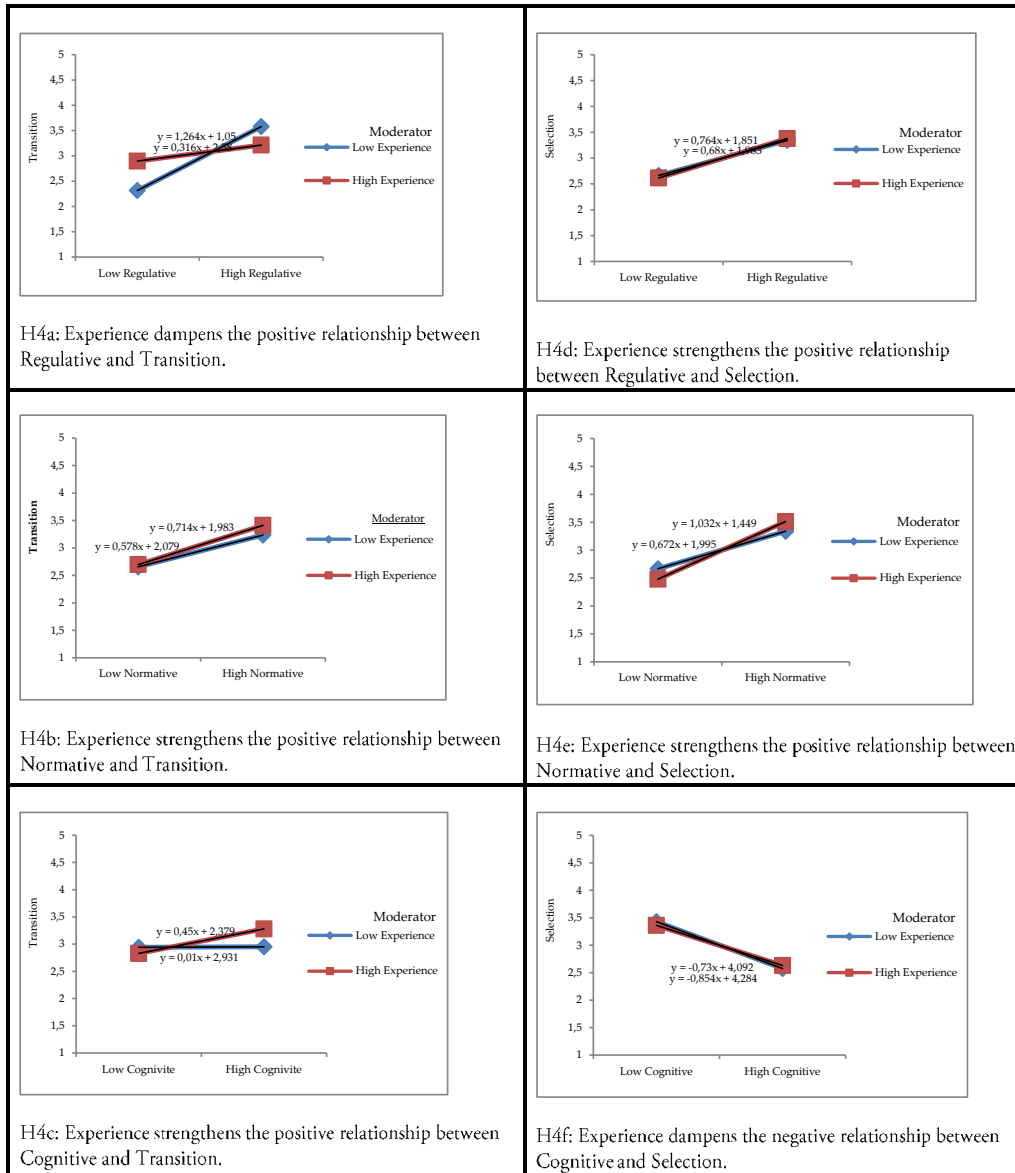 5
4,5
4
3,5
3
2,5
2
1,5
1
Transition
y = 1,264x + 1,05
y = 0,316x +
Low Regulative High Regulative
Moderator
Low Experience
High Experience
H4a: Experience dampens the positive relationship between
Regulative and Transition.
5
4,5
4
3,5
3
2,5
2
1,5
1
Selection
y = 0,764x + 1,851
y = 0,68x +
Low Regulative High Regulative
Moderator
Low Experience
High Experience
H4d: Experience strengthens the positive relationship
between Regulative and Selection.
5
4,5
4
3,5
3
2,5
2
1,5
1
Transition
y = 0,714x + 1,983
y = 0,578x + 2,079
Low Normative High Normative
Moderator
Low Experience
High Experience
H4b: Experience strengthens the positive relationship between
Normative and Transition.
5
4,5
4
3,5
3
2,5
2
1,5
1
Selection
y = 1,032x + 1,449
y = 0,672x + 1,995
Low Normative High Normative
Moderator
Low Experience
High Experience
H4e: Experience strengthens the positive relationship between
Normative and Selection.
5
4,5
4
3,5
3
2,5
2
1,5
1
Transition
y = 0,45x + 2,379
y = 0,01x + 2,931
Low Cognivite High Cognivite
Moderator
Low Experience
High Experience
H4c: Experience strengthens the positive relationship between
Cognitive and Transition.
5
4,5
4
3,5
3
2,5
2
1,5
1
Selection
y = -0,73x + 4,092
y = -0,854x + 4,284
Low Cognitive High Cognitive
Moderator
Low Experience
High Experience
H4f: Experience dampens the negative relationship between
Cognitive and Selection.